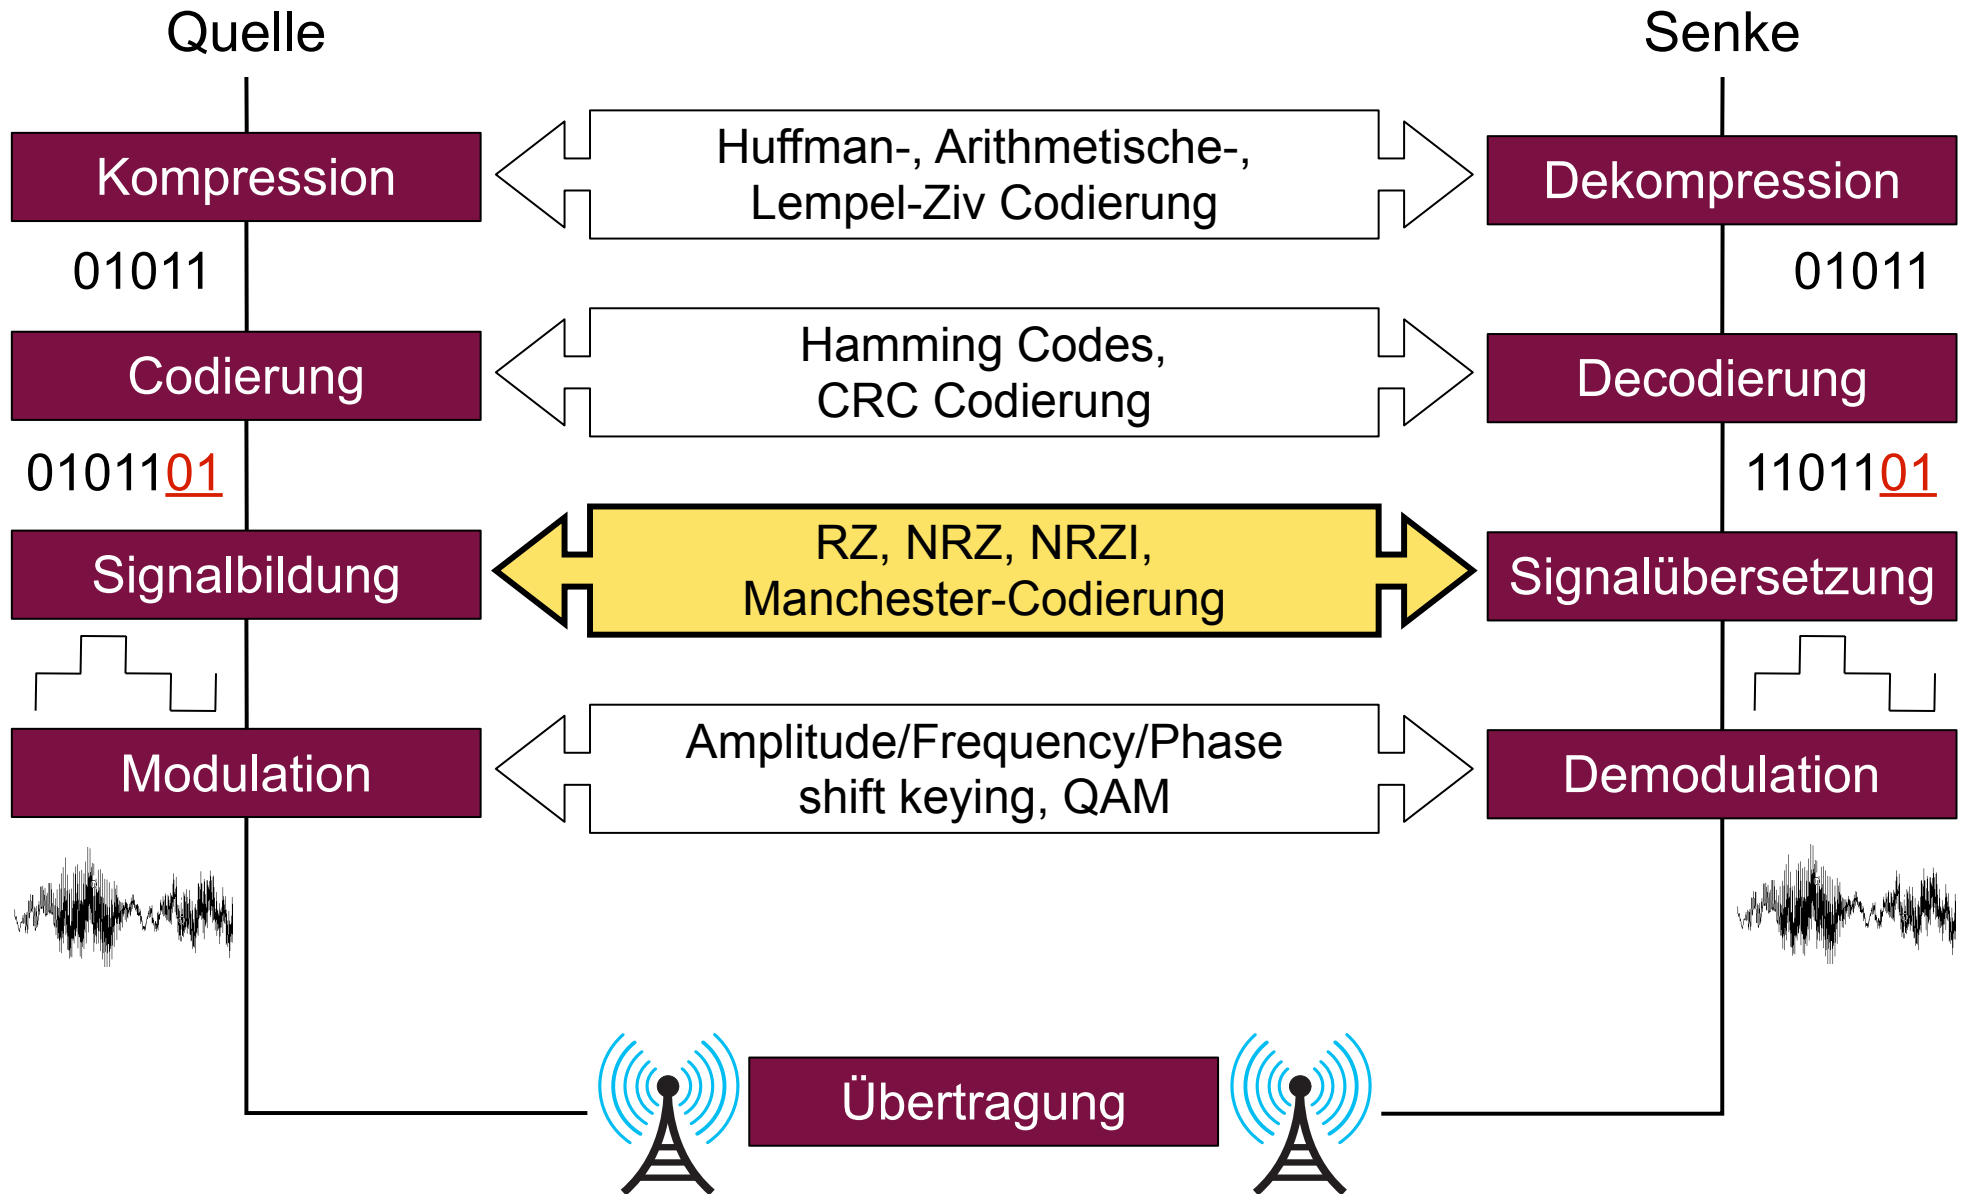 Quelle
Senke
Kompression
Huffman-, Arithmetische-,
Lempel-Ziv Codierung
Dekompression
01011
01011
Codierung
Hamming Codes,
CRC Codierung
Decodierung
0101101
1101101
Signalbildung
RZ, NRZ, NRZI,
Manchester-Codierung
Signalübersetzung
Modulation
Amplitude/Frequency/Phase
shift keying, QAM
Demodulation
Übertragung